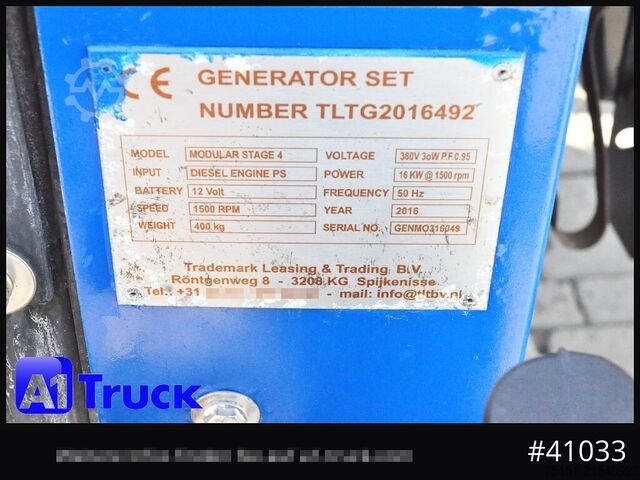 CE GENERATOR SET
NUMBER TLTG2016492
MODEL MODULAR STAGE 4 VOLTAGE 380V 3oW P.F.0.95
INPUT DIESEL ENGINE PS POWER 16 KW @ 1500 rpm
BATTERY 12 Volt FREQUENCY 50 Hz
SPEED 1500 RPM YEAR 2016
WEIGHT 400 kg SERIAL NO. GENMO316049
Trademark Leasing & Trading B.V.
Röntgenweg 8 - 3208 KG Spijkenisse
Tel.: +31 - mail: info@tltbv.nl
A1 Truck
#41033